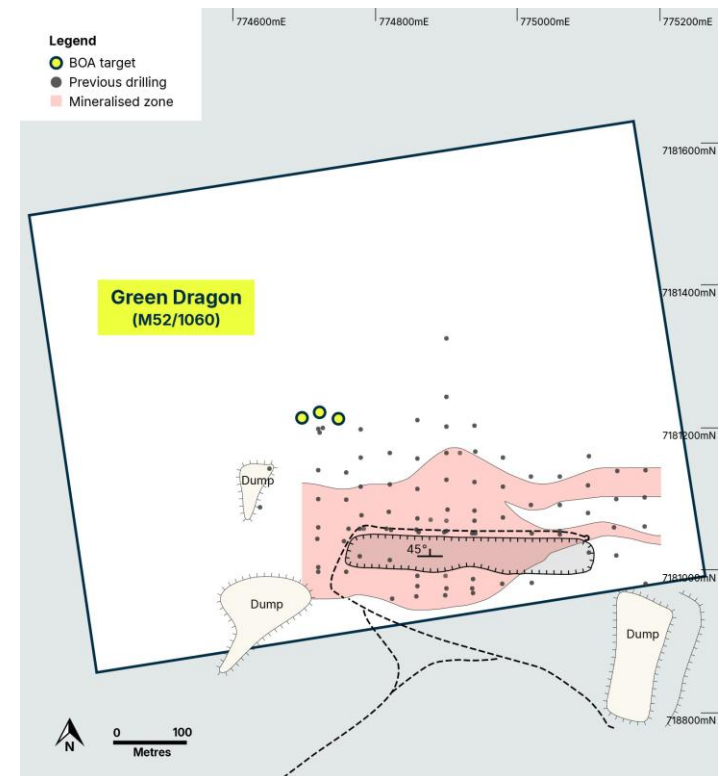 774600mE
774800mE
775000mE
775200mE
Legend
BOA target
Previous drilling
Mineralised zone
7181600mN
7181400mN
Green Dragon
(M52/1060)
7181200mN
Dump
45°
7181000mN
Dump
Dump
7180800mN
N
0 100
Metres